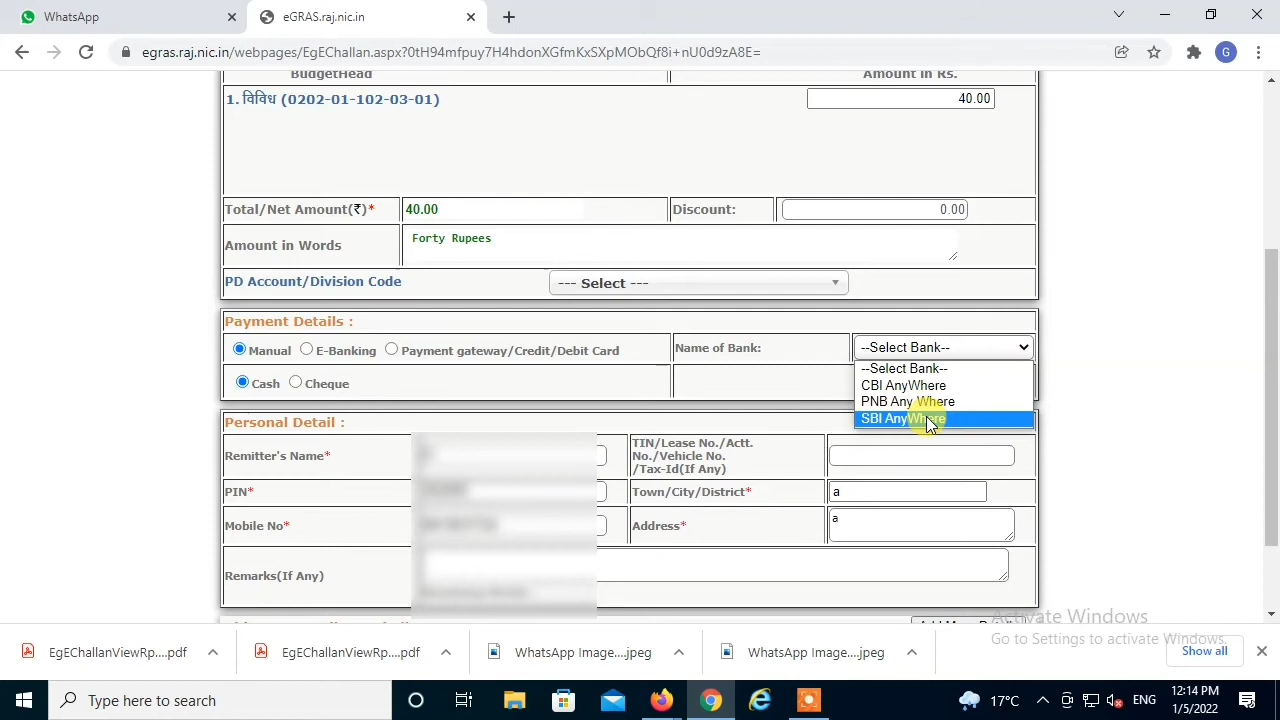 WhatsApp
eGRAS.raj.nic.in
egras.raj.nic.in/webpages/EgEChallan.aspx?0tH94mfpuy7H4hdonXGfmKxSXpMObQf8i+nU0d9zA8E=
G
BudgetHead Amount in Rs.
1. विविध (0202-01-102-03-01) 40.00
Total/Net Amount(₹)* 40.00 Discount: 0.00
Amount in Words Forty Rupees
PD Account/Division Code --- Select ---
Payment Details :
Manual E-Banking Payment gateway/Credit/Debit Card Name of Bank: --Select Bank--
--Select Bank--
Cash Cheque CBI AnyWhere
PNB Any Where
SBI AnyWhere
Personal Detail :
Remitter's Name* TIN/Lease No./Actt. No./Vehicle No. /Tax-Id(If Any)
PIN* Town/City/District* a
Mobile No* Address* a
Remarks(If Any)
Activate Windows
Go to Settings to activate Windows.
EgEChallanViewRp....pdf EgEChallanViewRp....pdf WhatsApp Image....jpeg WhatsApp Image....jpeg Show all
Type here to search 17°C ENG 12:14 PM
1/5/2022